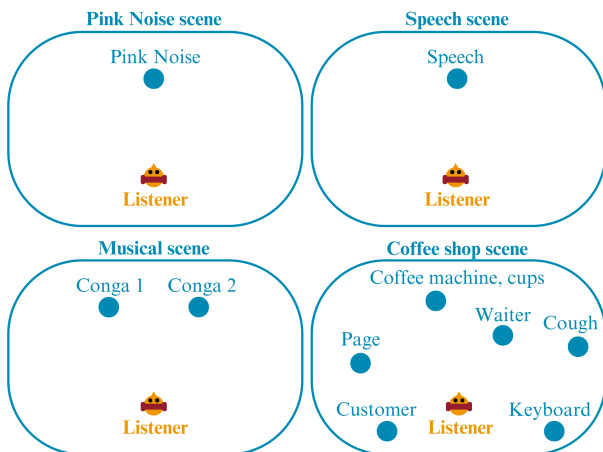 Pink Noise scene
Pink Noise
Listener
Speech scene
Speech
Listener
Musical scene
Conga 1 Conga 2
Listener
Coffee shop scene
Coffee machine, cups
Waiter
Cough
Page
Customer
Keyboard
Listener